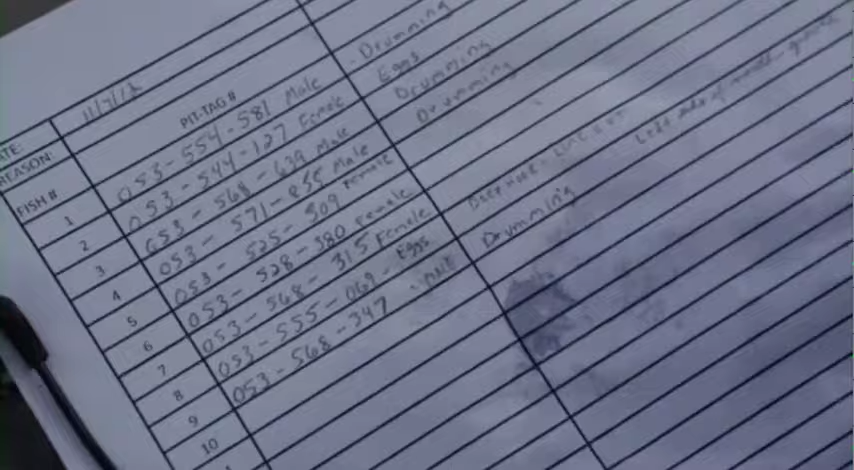 ATE: 11/7/12
REASON:
FISH # PIT-TAG #
1 053-554-581 Male - Drumming
2 053-544-127 Female Eggs
3 053-568-639 Male Drumming
4 053-571-855 Male Drumming
5 053-525-309 Female
6 053-528-380 Female
7 053-568-315 Female
8 053-555-069 - Eggs Drumming
9 053-568-347
10